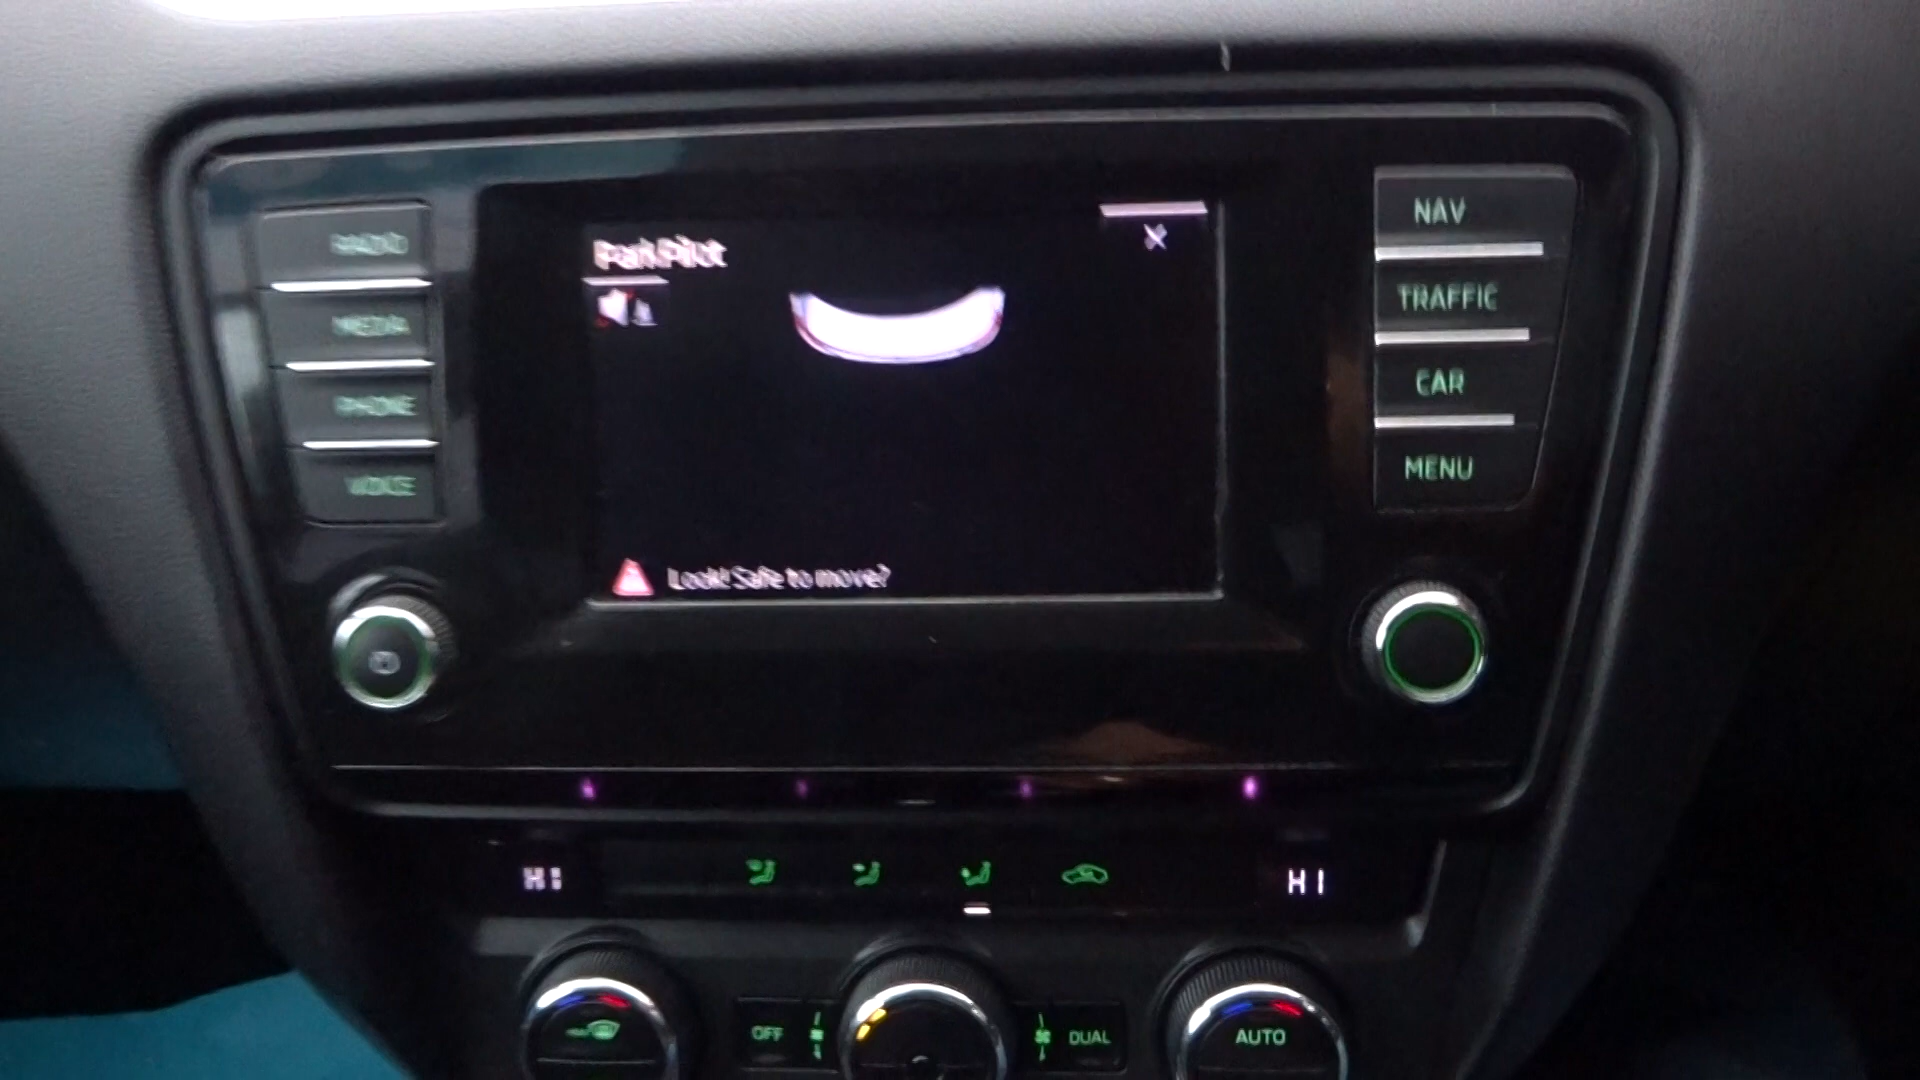 RADIO
MEDIA
PHONE
VOICE
ParkPilot
Look! Safe to move?
NAV
TRAFFIC
CAR
MENU
HI
HI
OFF
DUAL
AUTO